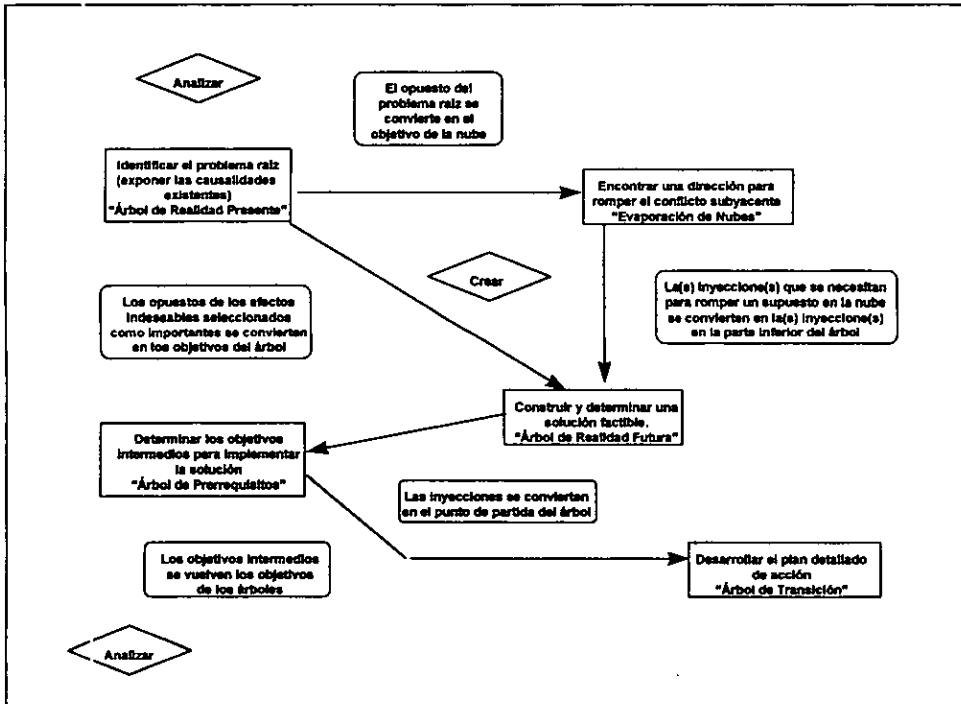 Analizar
El opuesto del
problema raiz se
convierte en el
objetivo de la nube
Identificar el problema raiz
(exponer las causalidades
existentes)
"Árbol de Realidad Presente"
Encontrar una dirección para
romper el conflicto subyacente
"Evaporación de Nubes"
Crear
Los opuestos de los efectos
indeseables seleccionados
como importantes se convierten
en los objetivos del árbol
La(s) inyeccione(s) que se necesitan
para romper un supuesto en la nube
se convierten en la(s) inyeccione(s)
en la parte inferior del árbol
Construir y determinar una
solución factible.
"Árbol de Realidad Futura"
Determinar los objetivos
intermedios para implementar
la solución
"Árbol de Prerrequisitos"
Las inyecciones se convierten
en el punto de partida del árbol
Los objetivos intermedios
se vuelven los objetivos
de los árboles
Desarrollar el plan detallado
de acción
"Árbol de Transición"
Analizar